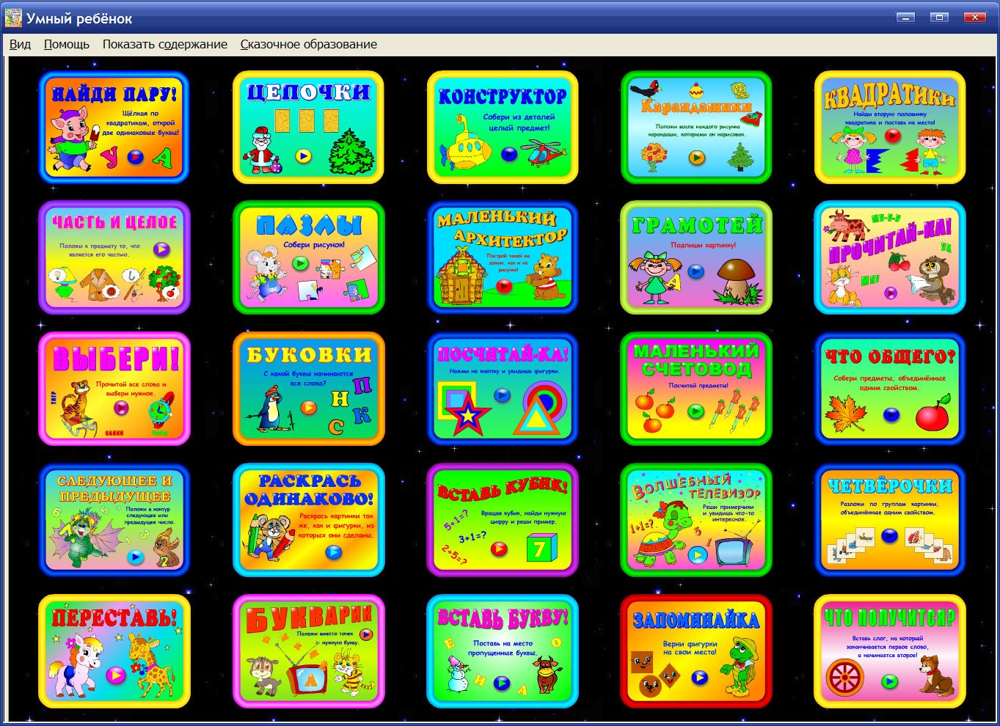 Умный ребёнок
Вид Помощь Показать содержание Сказочное образование
НАЙДИ ПАРУ!
Щёлкая по
квадратикам, открой
две одинаковые буквы!
У А
ЦЕПОЧКИ
КОНСТРУКТОР
Собери из деталей
целый предмет!
Карандашики
Положи возле каждого рисунка
карандаши, которыми он нарисован.
КВАДРАТИКИ
Найди вторую половинку
квадратика и поставь на место!
ЧАСТЬ И ЦЕЛОЕ
Положи к предмету то, что
является его частью.
ПАЗЛЫ
Собери рисунок!
МАЛЕНЬКИЙ
АРХИТЕКТОР
Построй такой же
домик, как и на
рисунке!
ГРАМОТЕЙ
Подпиши картинку!
А
МУ-У-У
ПРОЧИТАЙ-КА!
УХ
МЯУ
ВЫБЕРИ!
Прочитай все слова и
выбери нужное.
ТИГР
САНКИ
ЧАСЫ
БУКОВКИ
С какой буквы начинаются
все слова?
П
Н
К
С
ПОСЧИТАЙ-КА!
Нажми на кнопку и увидишь фигурки.
МАЛЕНЬКИЙ
СЧЕТОВОД
Посчитай предметы!
ЧТО ОБЩЕГО?
Собери предметы, объединённые
одним свойством.
СЛЕДУЮЩЕЕ И
ПРЕДЫДУЩЕЕ
Положи в контур
следующее или
предыдущее число.
6 5 4 1 3 2
РАСКРАСЬ
ОДИНАКОВО!
Раскрась картинки так
же, как и фигурки, из
которых они сделаны.
ВСТАВЬ КУБИК!
Вращая кубик, найди нужную
цифру и реши пример.
5+1=?
3+1=?
2+5=?
7
ВОЛШЕБНЫЙ
ТЕЛЕВИЗОР
Реши примерчики
и увидишь что-то
интересное.
1+1=?
5
ЧЕТВЁРОЧКИ
Разложи по группам картинки,
объединённые одним свойством.
ПЕРЕСТАВЬ!
БУКВАРИК
Положи вместо точек
нужную букву.
А
ВСТАВЬ БУКВУ!
Поставь на место
пропущенные буквы.
Е О
И А
ЗАПОМИНАЙКА
Верни фигурки
на свои места!
ЧТО ПОЛУЧИТСЯ?
Вставь слог, на который
заканчивается первое слово,
а начинается второе!